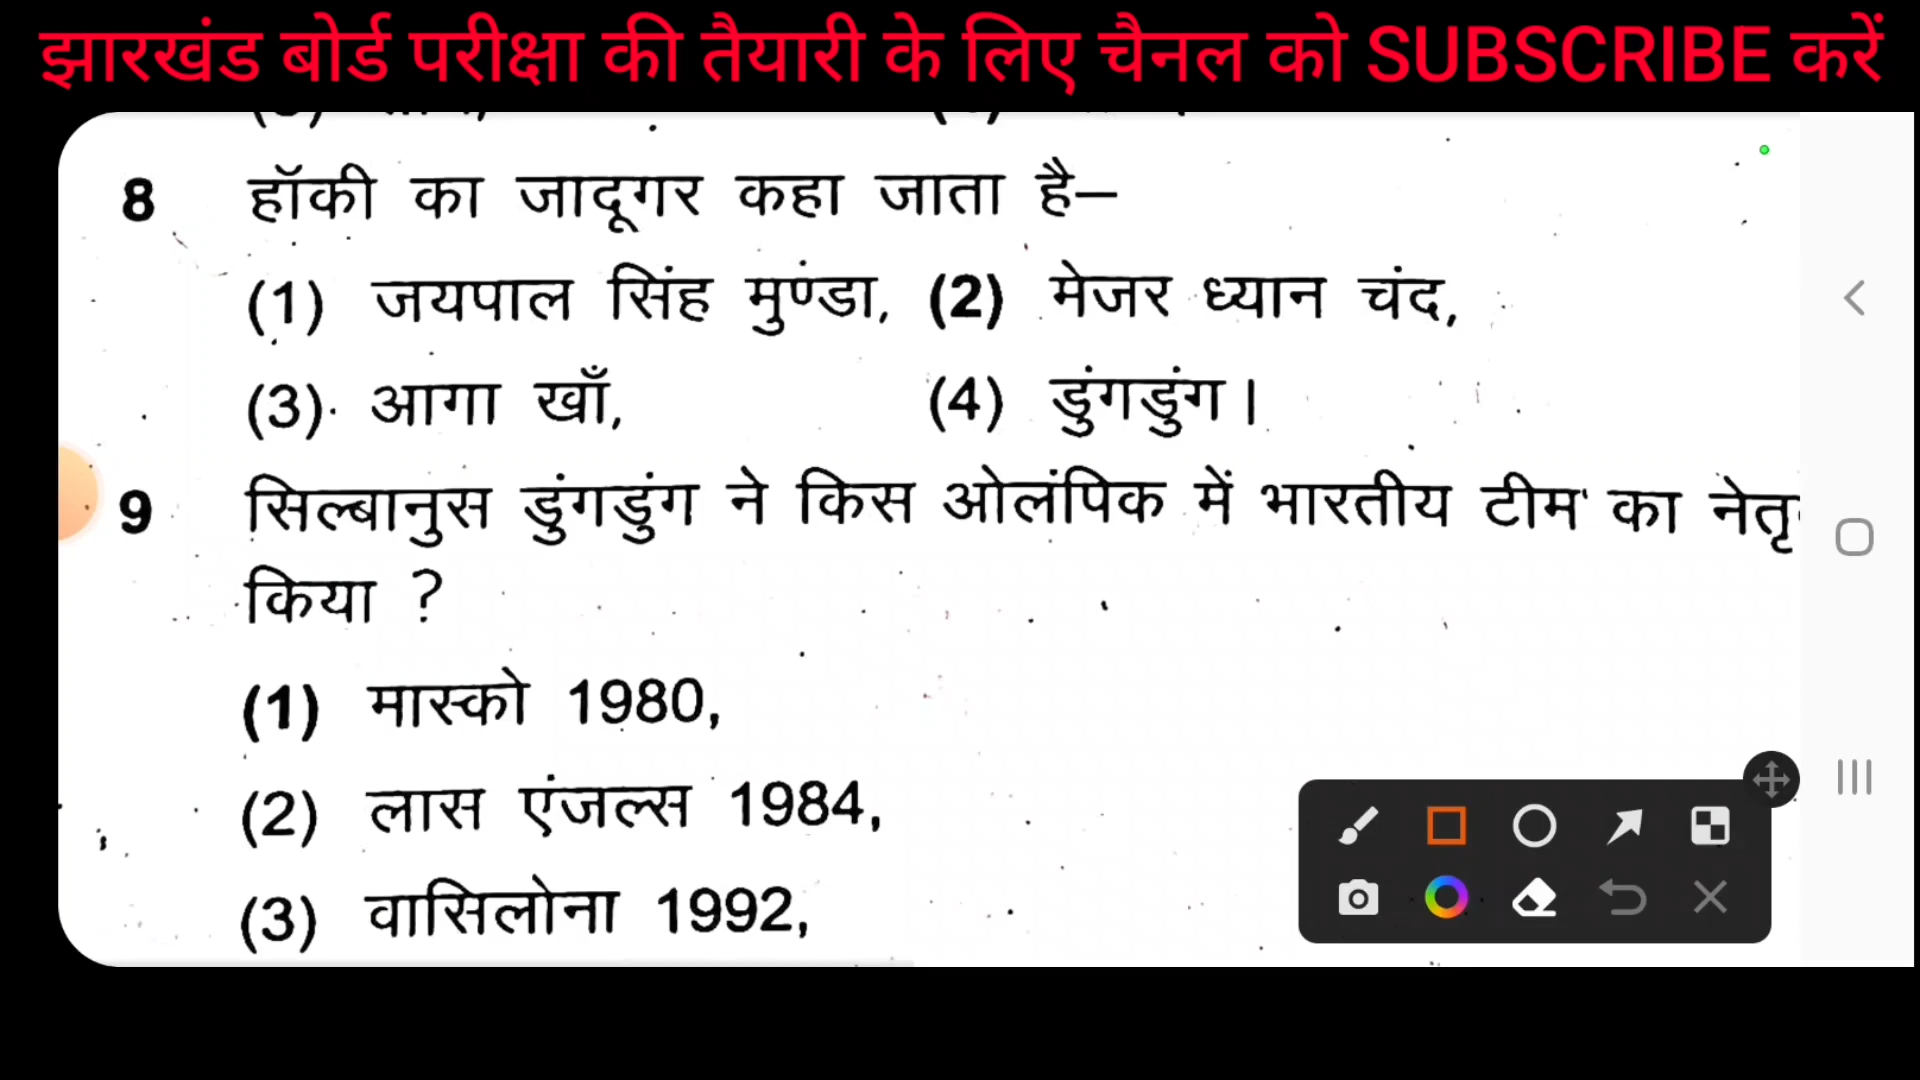 झारखंड बोर्ड परीक्षा की तैयारी के लिए चैनल को SUBSCRIBE करें
8 हॉकी का जादूगर कहा जाता है–
(1) जयपाल सिंह मुण्डा, (2) मेजर ध्यान चंद,
(3) आगा खाँ, (4) डुंगडुंग।
9 सिल्बानुस डुंगडुंग ने किस ओलंपिक में भारतीय टीम का
किया ?
(1) मास्को 1980,
(2) लास एंजल्स 1984,
(3) वासिलोना 1992,